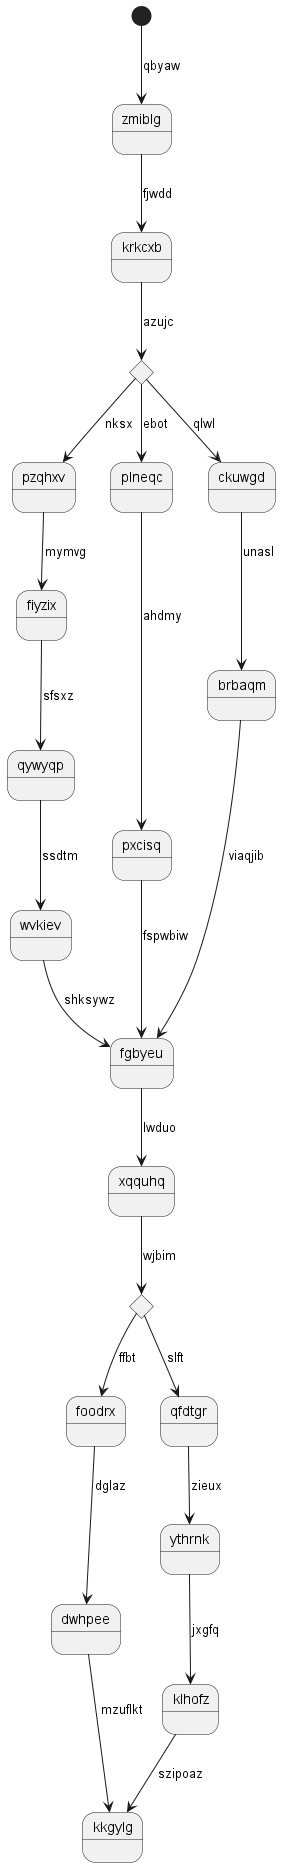 qbyaw
zmiblg
fjwdd
krkcxb
azujc
nksx ebot qlwl
pzqhxv plneqc ckuwgd
mymvg unasl
fiyzix
ahdmy
brbaqm
sfsxz
qywyqp
pxcisq
ssdtm viaqjib
wvkiev
fspwbiw
shksywz
fgbyeu
lwduo
xqquhq
wjbim
ffbt slft
foodrx qfdtgr
dglaz zieux
ythrnk
dwhpee
jxgfq
klhofz
mzuflkt
szipoaz
kkgylg